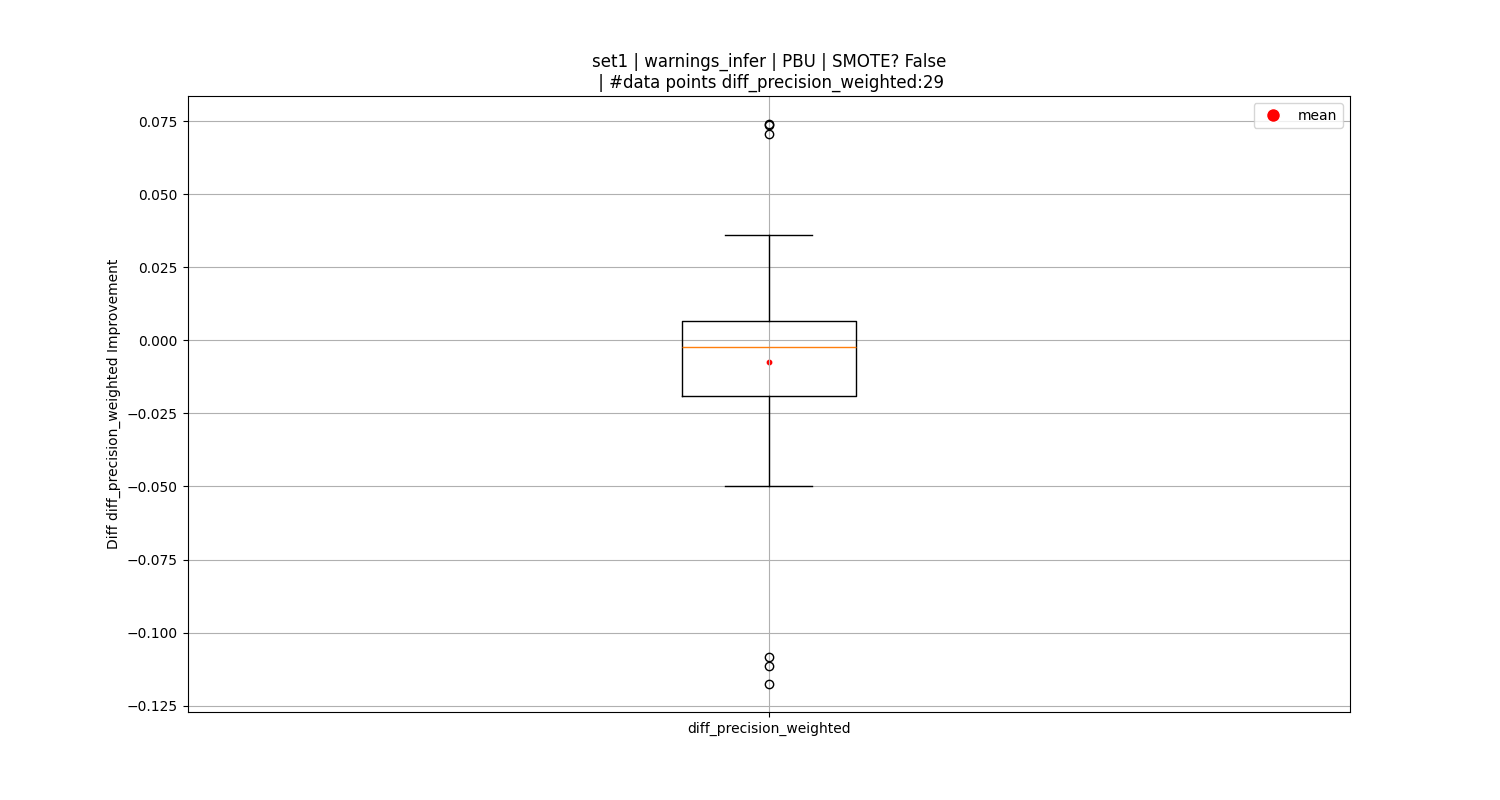 set1 | warnings_infer | PBU | SMOTE? False
| #data points diff_precision_weighted:29
mean
0.075
0.050
0.025
0.000
−0.025
−0.050
−0.075
−0.100
−0.125
Diff diff_precision_weighted Improvement
diff_precision_weighted